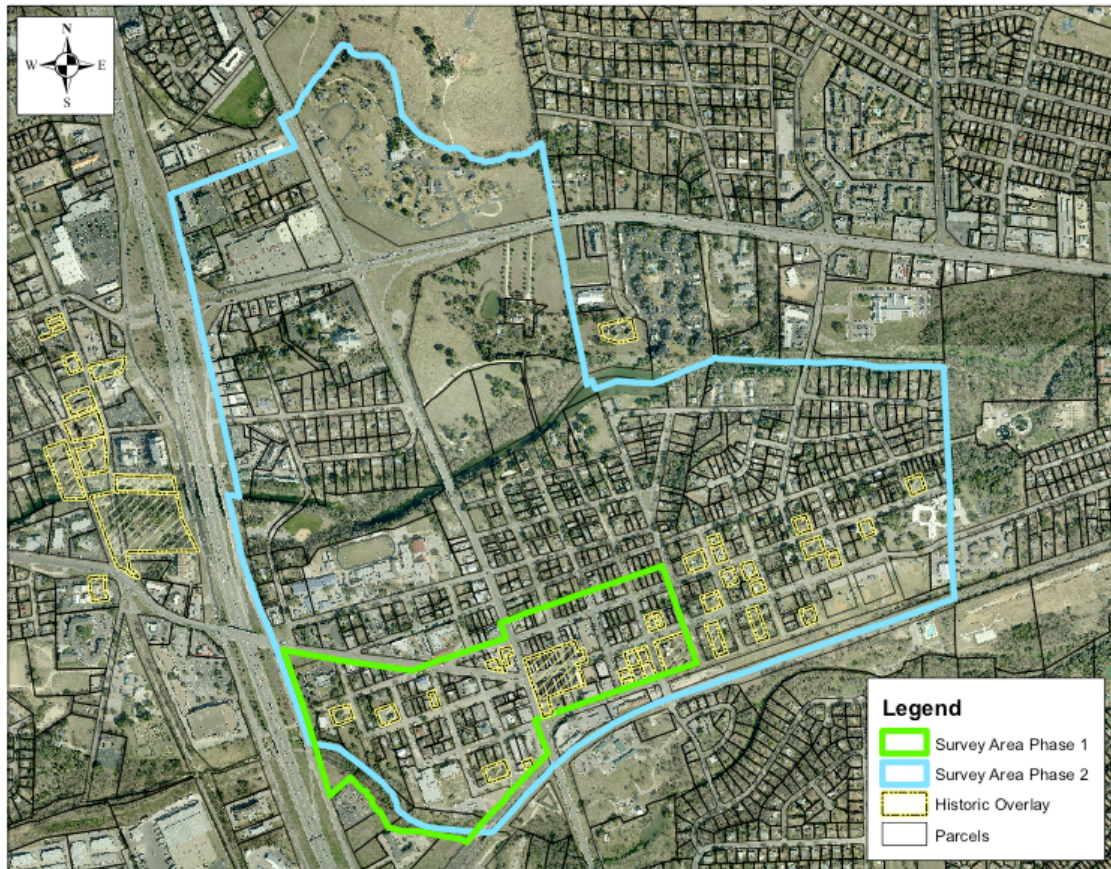 N
W E
S
Legend
Survey Area Phase 1
Survey Area Phase 2
Historic Overlay
Parcels